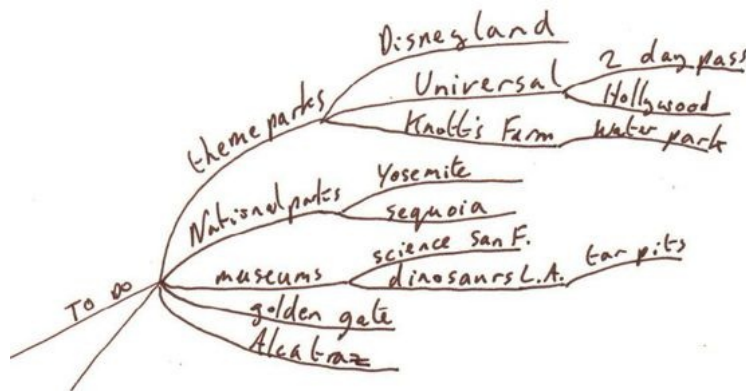 TO DO
theme parks
Disneyland
Universal
2 day pass
Hollywood
Knott's Farm
water park
National parks
Yosemite
sequoia
museums
science San F.
dinosaurs L.A.
tar pits
golden gate
Alcatraz